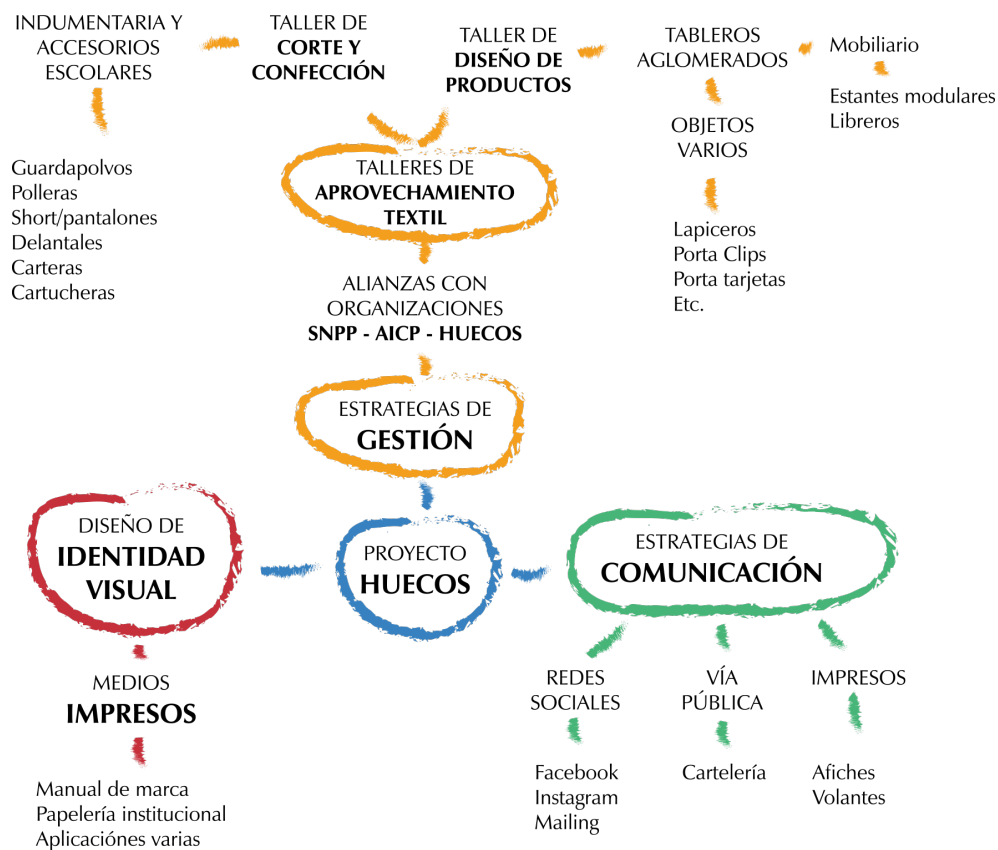 INDUMENTARIA Y
ACCESORIOS
ESCOLARES
TALLER DE
CORTE Y
CONFECCIÓN
TALLER DE
DISEÑO DE
PRODUCTOS
TABLEROS
AGLOMERADOS
Mobiliario
Estantes modulares
Libreros
OBJETOS
VARIOS
Guardapolvos
Polleras
Short/pantalones
Delantales
Carteras
Cartucheras
TALLERES DE
APROVECHAMIENTO
TEXTIL
Lapiceros
Porta Clips
Porta tarjetas
Etc.
ALIANZAS CON
ORGANIZACIONES
SNPP - AICP - HUECOS
ESTRATEGIAS DE
GESTIÓN
DISEÑO DE
IDENTIDAD
VISUAL
PROYECTO
HUECOS
ESTRATEGIAS DE
COMUNICACIÓN
MEDIOS
IMPRESOS
Manual de marca
Papelería institucional
Aplicaciónes varias
REDES
SOCIALES
Facebook
Instagram
Mailing
VÍA
PÚBLICA
Cartelería
IMPRESOS
Afiches
Volantes